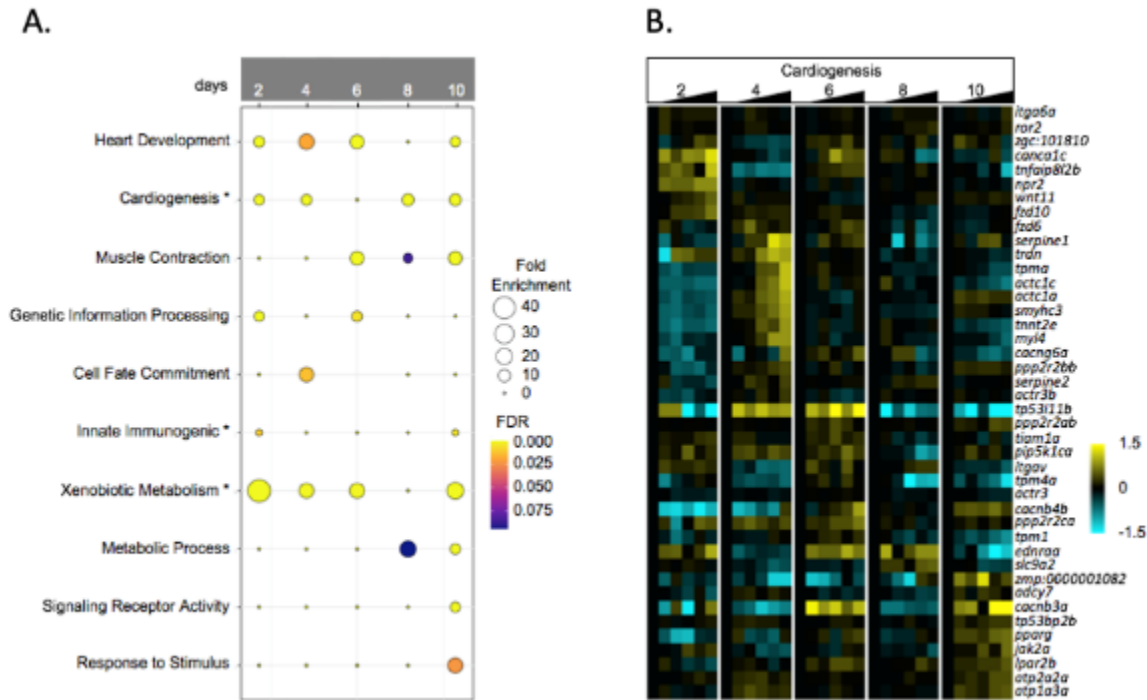 A.
days
2 4 6 8 10
Heart Development
Cardiogenesis *
Muscle Contraction
Genetic Information Processing
Cell Fate Commitment
Innate Immunogenic *
Xenobiotic Metabolism *
Metabolic Process
Signaling Receptor Activity
Response to Stimulus
Fold
Enrichment
40
30
20
10
0
FDR
0.000
0.025
0.050
0.075
B.
Cardiogenesis
2 4 6 8 10
itga6a
ror2
zgc:101810
canca1c
tnfaip8l2b
npr2
wnt11
fzd10
fzd6
serpine1
trdn
tpma
actc1c
actc1a
smyhc3
tnnt2e
myl4
cacng6a
ppp2r2bb
serpine2
actr3b
tp53i11b
ppp2r2ab
tiam1a
pip5k1ca
itgav
tpm4a
actr3
cacnb4b
ppp2r2ca
tpm1
ednraa
slc9a2
zmp:0000001082
adcy7
cacnb3a
tp53bp2b
pparg
jak2a
lpar2b
atp2a2a
atp1a3a
1.5
0
-1.5